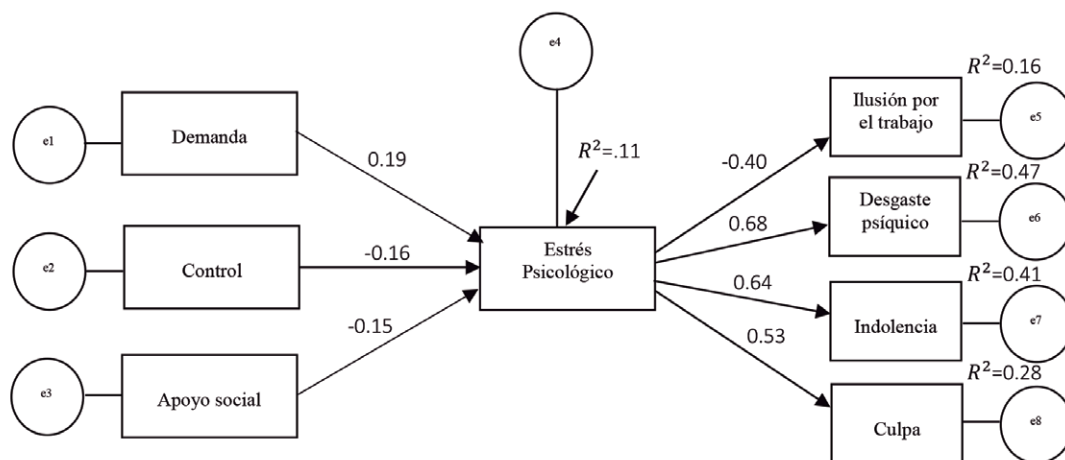 e4
R²=0.16
Ilusión por
el trabajo
e5
e1
Demanda
0.19
R²=.11
-0.40
R²=0.47
Desgaste
psíquico
e6
0.68
e2
Control
-0.16
Estrés
Psicológico
0.64
R²=0.41
Indolencia
e7
-0.15
0.53
e3
Apoyo social
R²=0.28
Culpa
e8